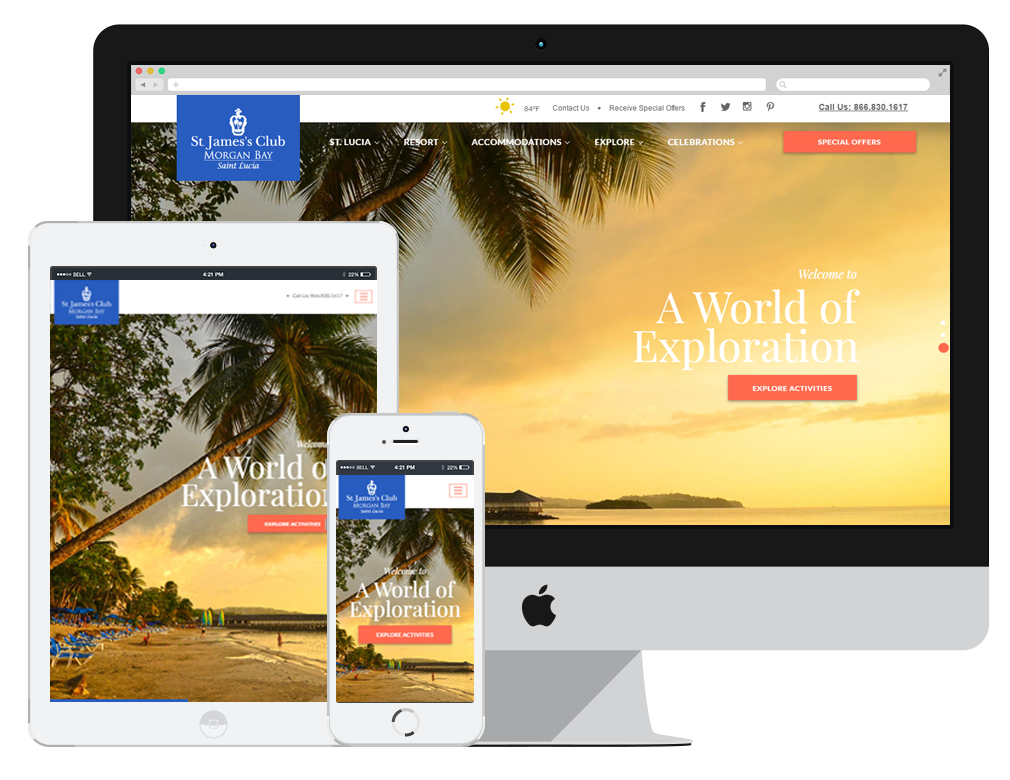 84°F
Contact Us • Receive Special Offers
Call Us: 866.830.1617
St James's Club
MORGAN BAY
Saint Lucia
ST. LUCIA
RESORT
ACCOMMODATIONS
EXPLORE
CELEBRATIONS
SPECIAL OFFERS
Welcome to
A World of
Exploration
EXPLORE ACTIVITIES
BELL
4:21 PM
22%
St James's Club
MORGAN BAY
Saint Lucia
Call Us: 866.830.1617
Welcome
A World of
Exploration
EXPLORE ACTIVITIES
BELL
4:21 PM
22%
St James's Club
MORGAN BAY
Saint Lucia
Welcome to
A World of
Exploration
EXPLORE ACTIVITIES